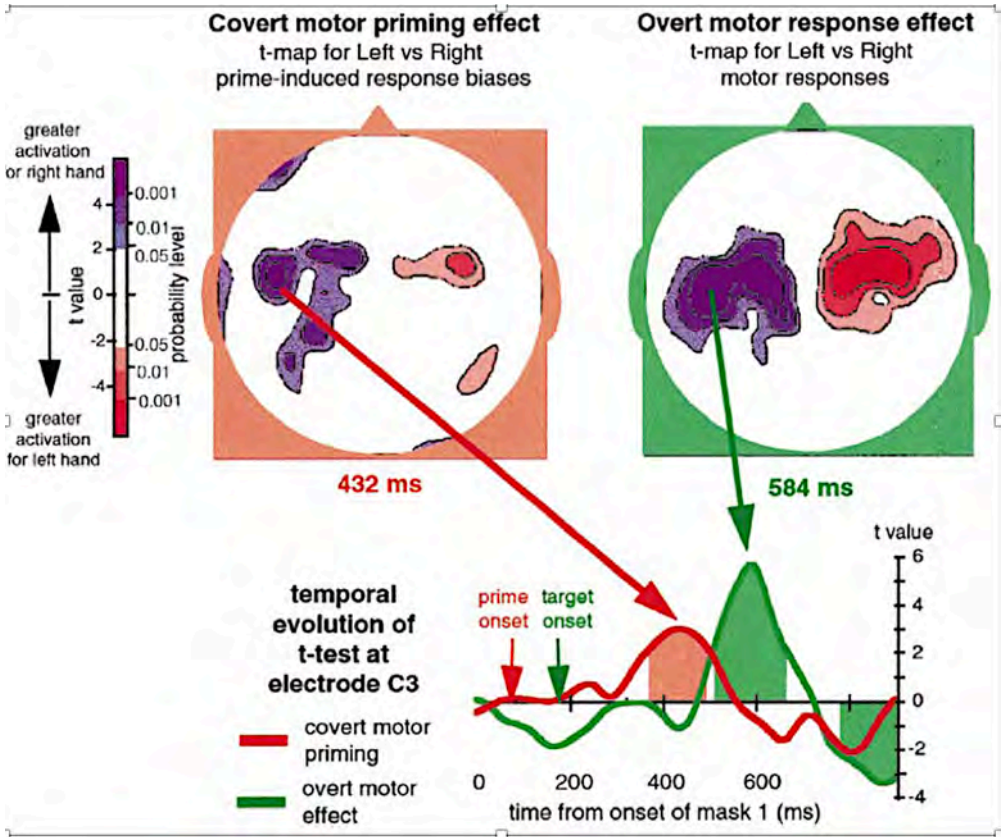 Covert motor priming effect
t-map for Left vs Right
prime-induced response biases
Overt motor response effect
t-map for Left vs Right
motor responses
greater
activation
or right hand
4
2
0
-2
-4
t value
0.001
0.01
0.05
0.05
0.01
0.001
probability level
greater
activation
for left hand
432 ms
584 ms
t value
6
4
2
0
-2
-4
temporal
evolution of
t-test at
electrode C3
prime
onset
target
onset
covert motor
priming
overt motor
effect
0 200 400 600
time from onset of mask 1 (ms)